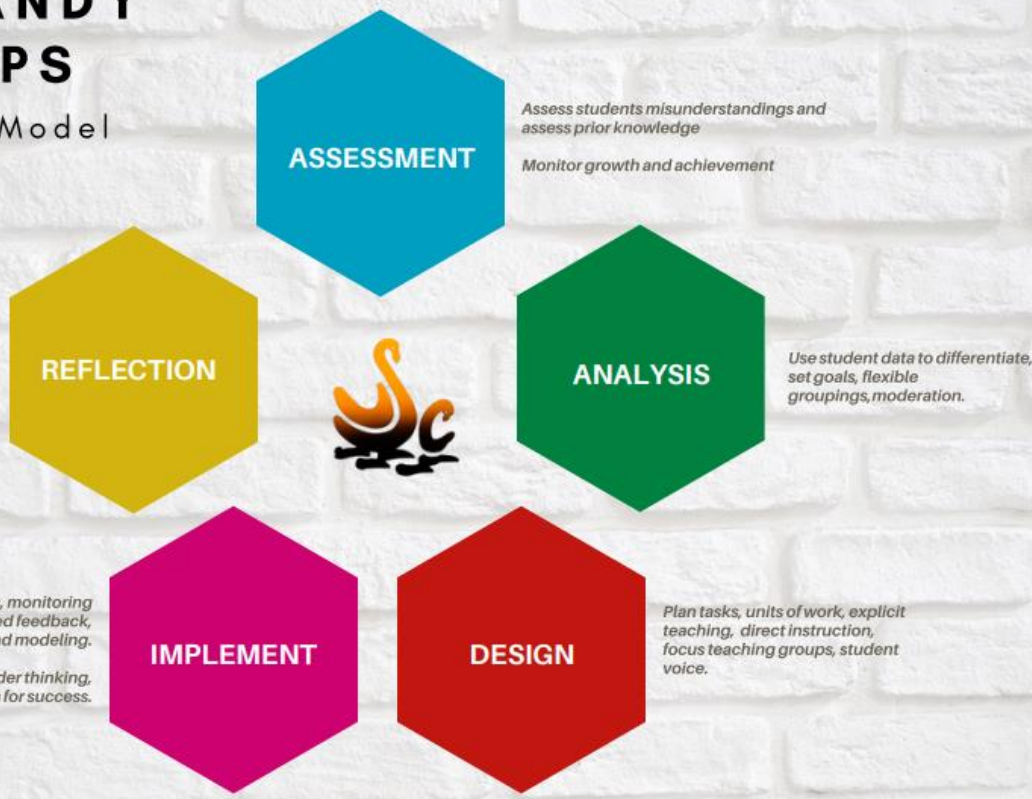 ANDY
PS
Model
ASSESSMENT
Assess students misunderstandings and
assess prior knowledge
Monitor growth and achievement
REFLECTION
ANALYSIS
Use student data to differentiate,
set goals, flexible
groupings,moderation.
, monitoring
ed feedback,
nd modeling.
der thinking,
for success.
IMPLEMENT
DESIGN
Plan tasks, units of work, explicit
teaching, direct instruction,
focus teaching groups, student
voice.